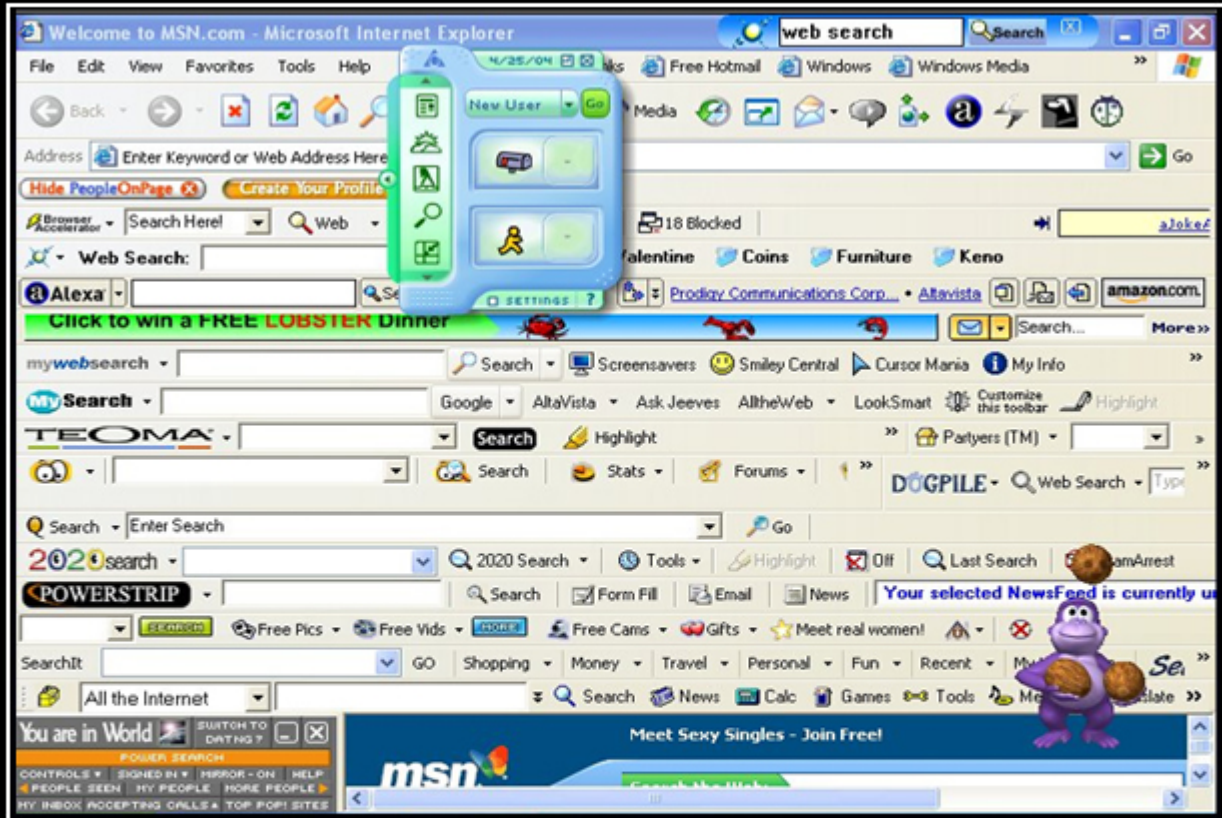 Welcome to MSN.com - Microsoft Internet Explorer web search Search
File Edit View Favorites Tools Help Free Hotmail Windows Windows Media »
4/25/04
Back Media
New User Go
Address Enter Keyword or Web Address Here Go
Hide PeopleOnPage Create Your Profile
Browser Accelerator Search Here! Web 18 Blocked
Web Search: Coins Furniture Keno
a Alexa Prodigy Communications Corp... • Altavista amazon.com.
SETTINGS ?
Click to win a FREE LOBSTER Dinner Search... More»
mywebsearch Search Screensavers Smiley Central Cursor Mania My Info »
My Search Google AltaVista Ask Jeeves AlltheWeb LookSmart Customize this toolbar Highlight
TEOMA Search Highlight » Partyers (TM) »
Search Stats Forums » DOGPILE Web Search »
Q Search Enter Search Go
2020search 2020 Search Tools Highlight Off Last Search
POWERSTRIP Search Form Fill Email News Your selected NewsFeed is currently
SEARCH Free Pics Free Vids MORE Free Cams Gifts Meet real women!
SearchIt GO Shopping Money Travel Personal Fun Recent »
All the Internet Search News Calc Games Tools »
You are in World SWITCH TO DATNG? Meet Sexy Singles - Join Free!
POWER SEARCH
CONTROLS SIGNED IN MIRROR - ON HELP
PEOPLE SEEN MY PEOPLE MORE PEOPLE
MY INBOX ACCEPTING CALLS TOP POP! SITES
msn